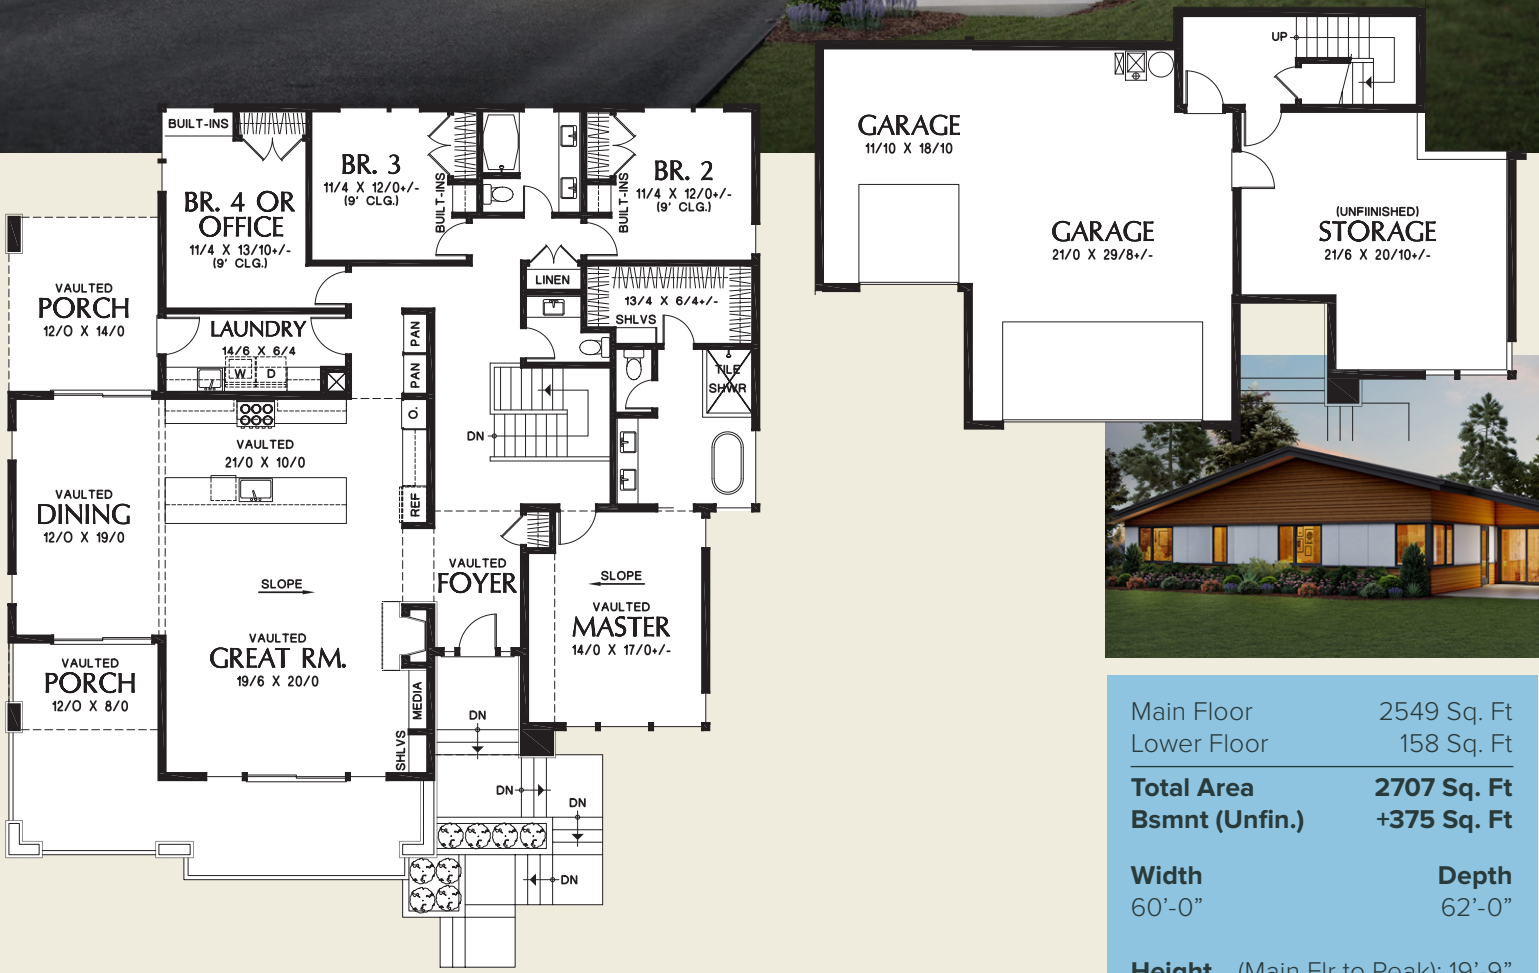 BUILT-INS
BR. 4 OR
OFFICE
11/4 X 13/10+/-
(9' CLG.)
BR. 3
11/4 X 12/0+/-
(9' CLG.)
BUILT-INS
BR. 2
11/4 X 12/0+/-
(9' CLG.)
BUILT-INS
VAULTED
PORCH
12/0 X 14/0
LAUNDRY
14/6 X 6/4
W
D
LINEN
13/4 X 6/4+/-
SHLVS
PAN
PAN
O.
REF
TILE
SHWR
DN
VAULTED
21/0 X 10/0
VAULTED
DINING
12/0 X 19/0
SLOPE
VAULTED
FOYER
SLOPE
VAULTED
MASTER
14/0 X 17/0+/-
VAULTED
GREAT RM.
19/6 X 20/0
VAULTED
PORCH
12/0 X 8/0
MEDIA
SHLVS
DN
DN
DN
DN
UP
GARAGE
11/10 X 18/10
GARAGE
21/0 X 29/8+/-
(UNFIINISHED)
STORAGE
21/6 X 20/10+/-
Main Floor 2549 Sq. Ft
Lower Floor 158 Sq. Ft
Total Area 2707 Sq. Ft
Bsmnt (Unfin.) +375 Sq. Ft
Width Depth
60'-0” 62'-0”
Height (Main Flr to Peak): 19'-9”